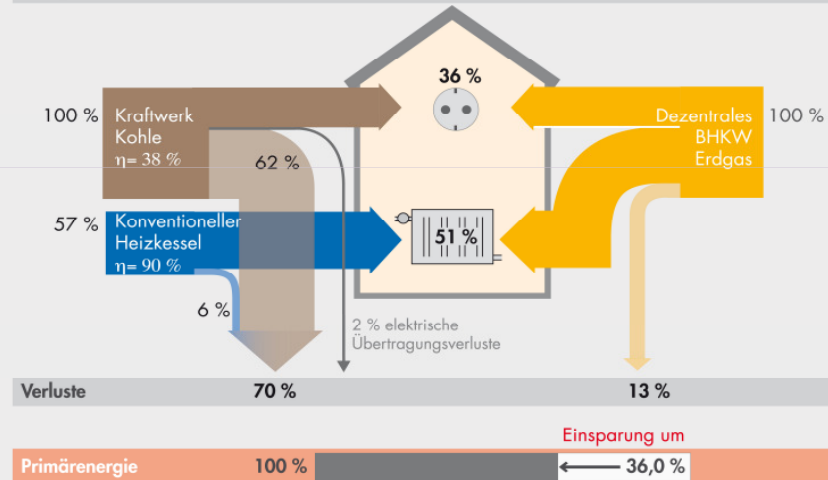 36 %
100 %
Kraftwerk
Kohle
η= 38 %
62 %
Dezentrales
BHKW
Erdgas
100 %
57 %
Konventioneller
Heizkessel
η= 90 %
51 %
6 %
2 % elektrische
Übertragungsverluste
Verluste 70 % 13 %
Einsparung um
Primärenergie 100 % 36,0 %